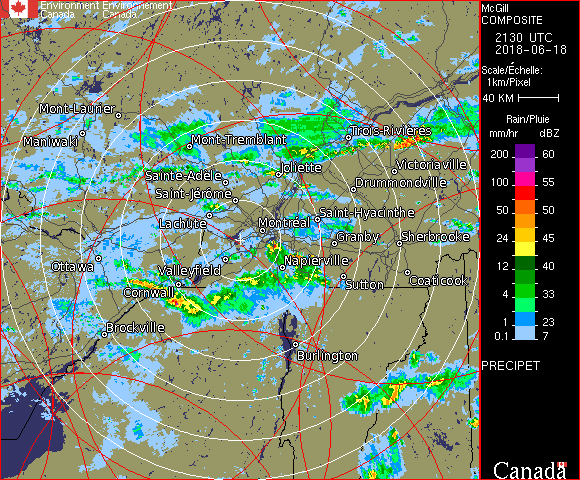 Environment Environnement
Canada Canada
McGill
COMPOSITE
2130 UTC
2018-06-18
Scale/Échelle:
1km/Pixel
40 KM
Rain/Pluie
mm/hr dBZ
200 60
150 57
100 55
50 50
24 45
12 40
4 33
1 23
0.1 7
PRECIPET
Canada
Mont-Laurier
Maniwaki
Mont-Tremblant
Trois-Rivières
Sainte-Adèle
Joliette
Victoriaville
Saint-Jérôme
Drummondville
Lachute
Montréal
Saint-Hyacinthe
Granby
Sherbrooke
Ottawa
Valleyfield
Napierville
Cornwall
Sutton
Coaticook
Brockville
Burlington